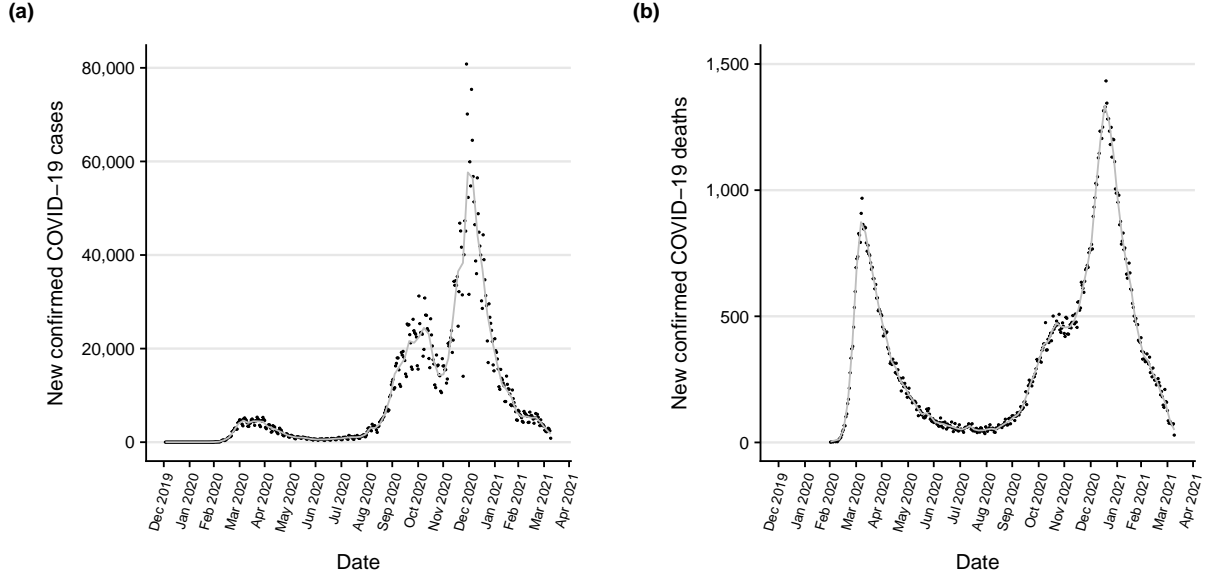 (a)
New confirmed COVID−19 cases
80,000
60,000
40,000
20,000
0
Dec 2019
Jan 2020
Feb 2020
Mar 2020
Apr 2020
May 2020
Jun 2020
Jul 2020
Aug 2020
Sep 2020
Oct 2020
Nov 2020
Dec 2020
Jan 2021
Feb 2021
Mar 2021
Apr 2021
Date
(b)
New confirmed COVID−19 deaths
1,500
1,000
500
0
Dec 2019
Jan 2020
Feb 2020
Mar 2020
Apr 2020
May 2020
Jun 2020
Jul 2020
Aug 2020
Sep 2020
Oct 2020
Nov 2020
Dec 2020
Jan 2021
Feb 2021
Mar 2021
Apr 2021
Date